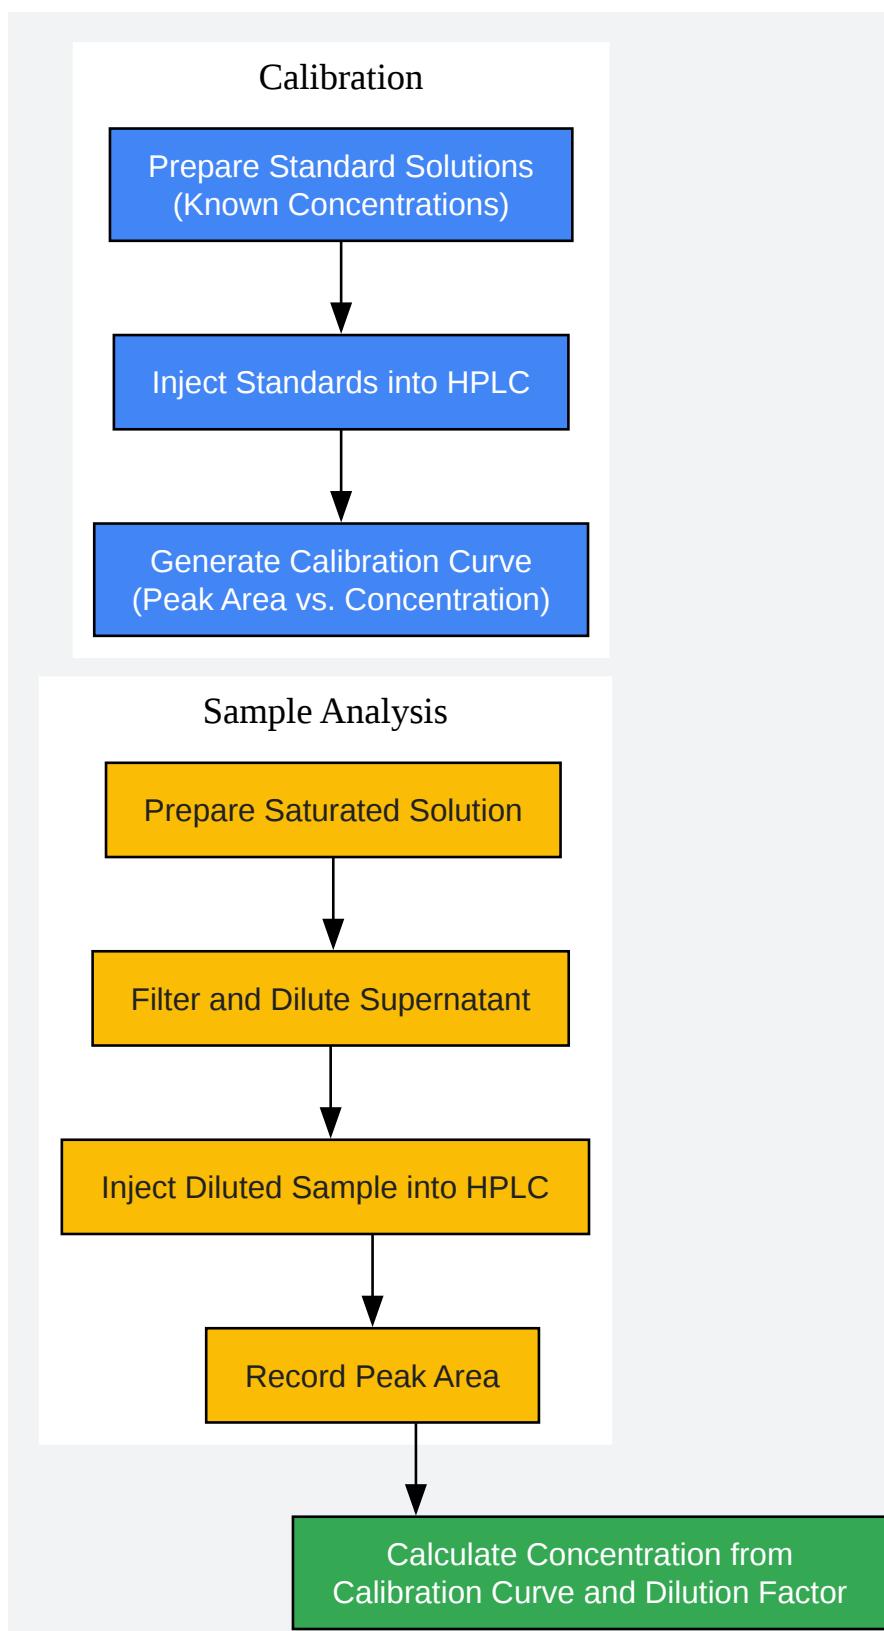 Calibration
Prepare Standard Solutions
(Known Concentrations)
Inject Standards into HPLC
Generate Calibration Curve
(Peak Area vs. Concentration)
Sample Analysis
Prepare Saturated Solution
Filter and Dilute Supernatant
Inject Diluted Sample into HPLC
Record Peak Area
Calculate Concentration from
Calibration Curve and Dilution Factor